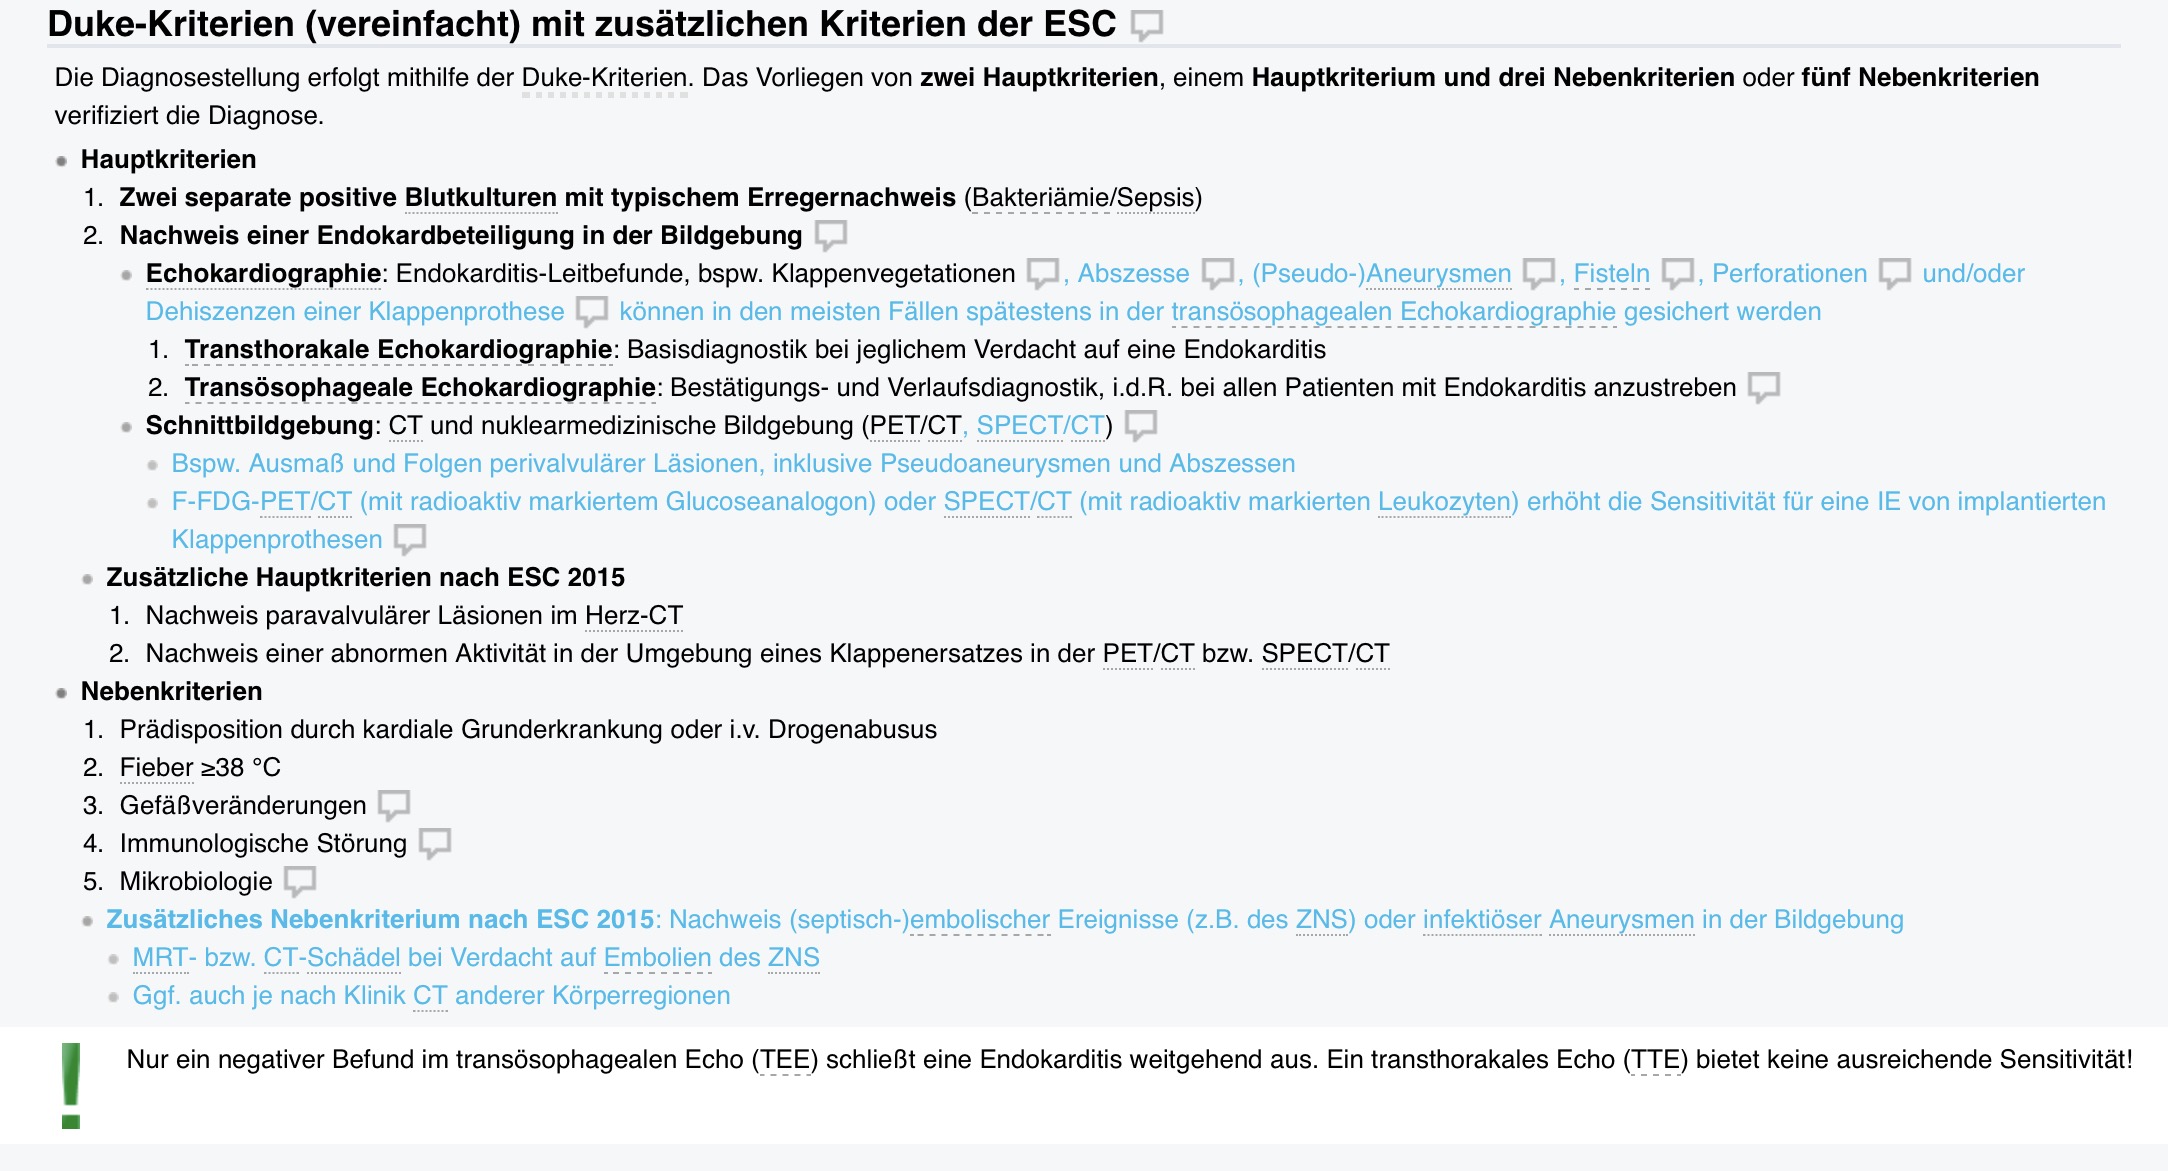 Duke-Kriterien (vereinfacht) mit zusätzlichen Kriterien der ESC
Die Diagnosestellung erfolgt mithilfe der Duke-Kriterien. Das Vorliegen von zwei Hauptkriterien, einem Hauptkriterium und drei Nebenkriterien oder fünf Nebenkriterien
verifiziert die Diagnose.
Hauptkriterien
1. Zwei separate positive Blutkulturen mit typischem Erregernachweis (Bakteriämie/Sepsis)
2. Nachweis einer Endokardbeteiligung in der Bildgebung
Echokardiographie: Endokarditis-Leitbefunde, bspw. Klappenvegetationen , Abszesse , (Pseudo-)Aneurysmen , Fisteln , Perforationen und/oder
Dehiszenzen einer Klappenprothese können in den meisten Fällen spätestens in der transösophagealen Echokardiographie gesichert werden
1. Transthorakale Echokardiographie: Basisdiagnostik bei jeglichem Verdacht auf eine Endokarditis
2. Transösophageale Echokardiographie: Bestätigungs- und Verlaufsdiagnostik, i.d.R. bei allen Patienten mit Endokarditis anzustreben
Schnittbildgebung: CT und nuklearmedizinische Bildgebung (PET/CT, SPECT/CT)
Bspw. Ausmaß und Folgen perivalvulärer Läsionen, inklusive Pseudoaneurysmen und Abszessen
F-FDG-PET/CT (mit radioaktiv markiertem Glucoseanalogon) oder SPECT/CT (mit radioaktiv markierten Leukozyten) erhöht die Sensitivität für eine IE von implantierten
Klappenprothesen
Zusätzliche Hauptkriterien nach ESC 2015
1. Nachweis paravalvulärer Läsionen im Herz-CT
2. Nachweis einer abnormen Aktivität in der Umgebung eines Klappenersatzes in der PET/CT bzw. SPECT/CT
Nebenkriterien
1. Prädisposition durch kardiale Grunderkrankung oder i.v. Drogenabusus
2. Fieber ≥38 °C
3. Gefäßveränderungen
4. Immunologische Störung
5. Mikrobiologie
Zusätzliches Nebenkriterium nach ESC 2015: Nachweis (septisch-)embolischer Ereignisse (z.B. des ZNS) oder infektiöser Aneurysmen in der Bildgebung
MRT- bzw. CT-Schädel bei Verdacht auf Embolien des ZNS
Ggf. auch je nach Klinik CT anderer Körperregionen
Nur ein negativer Befund im transösophagealen Echo (TEE) schließt eine Endokarditis weitgehend aus. Ein transthorakales Echo (TTE) bietet keine ausreichende Sensitivität!